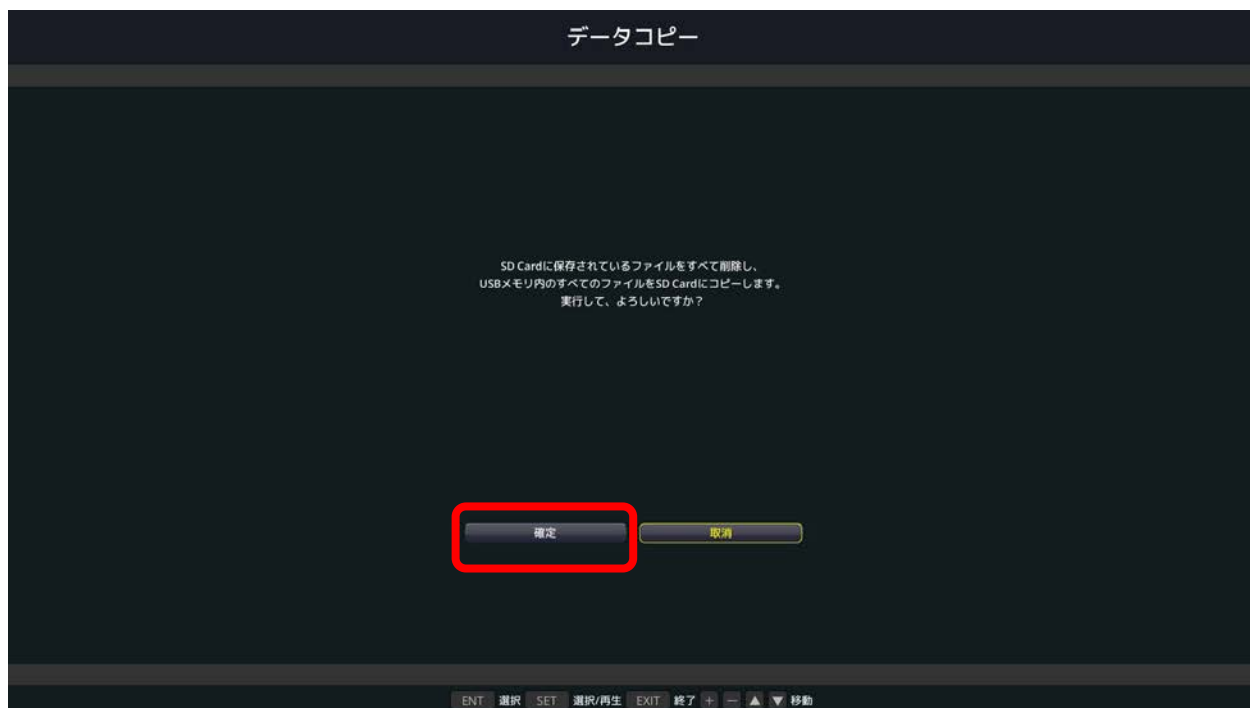 データコピー
SD Cardに保存されているファイルをすべて削除し、
USBメモリ内のすべてのファイルをSD Cardにコピーします。
実行して、よろしいですか？
確定 取消
ENT 選択 SET 選択/再生 EXIT 終了 + − ▲ ▼ 移動